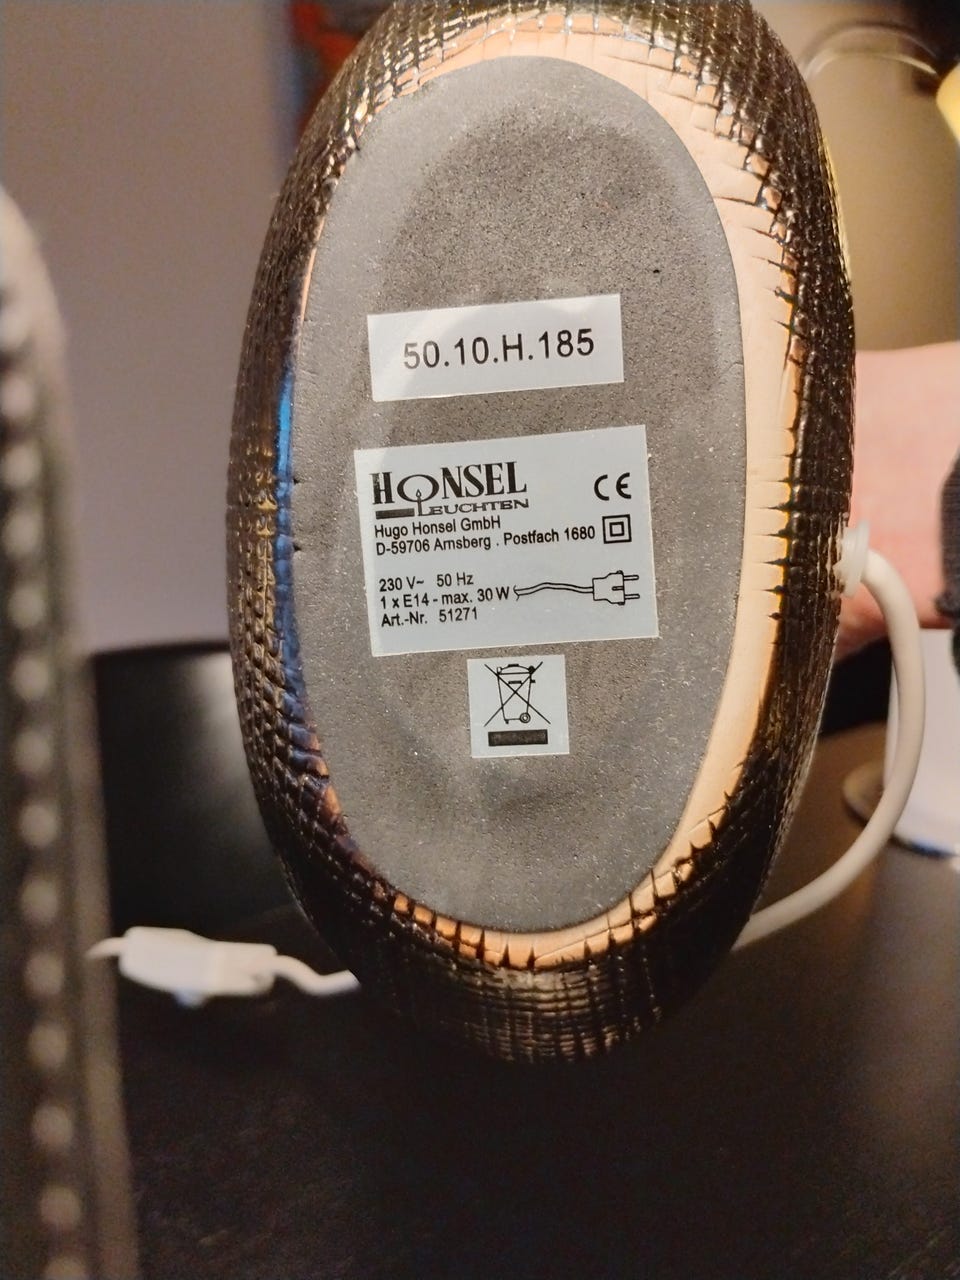 50.10.H.185
HONSEL
LEUCHTEN
CE
Hugo Honsel GmbH
D-59706 Arnsberg . Postfach 1680
230 V~ 50 Hz
1 x E14 - max. 30 W
Art.-Nr. 51271